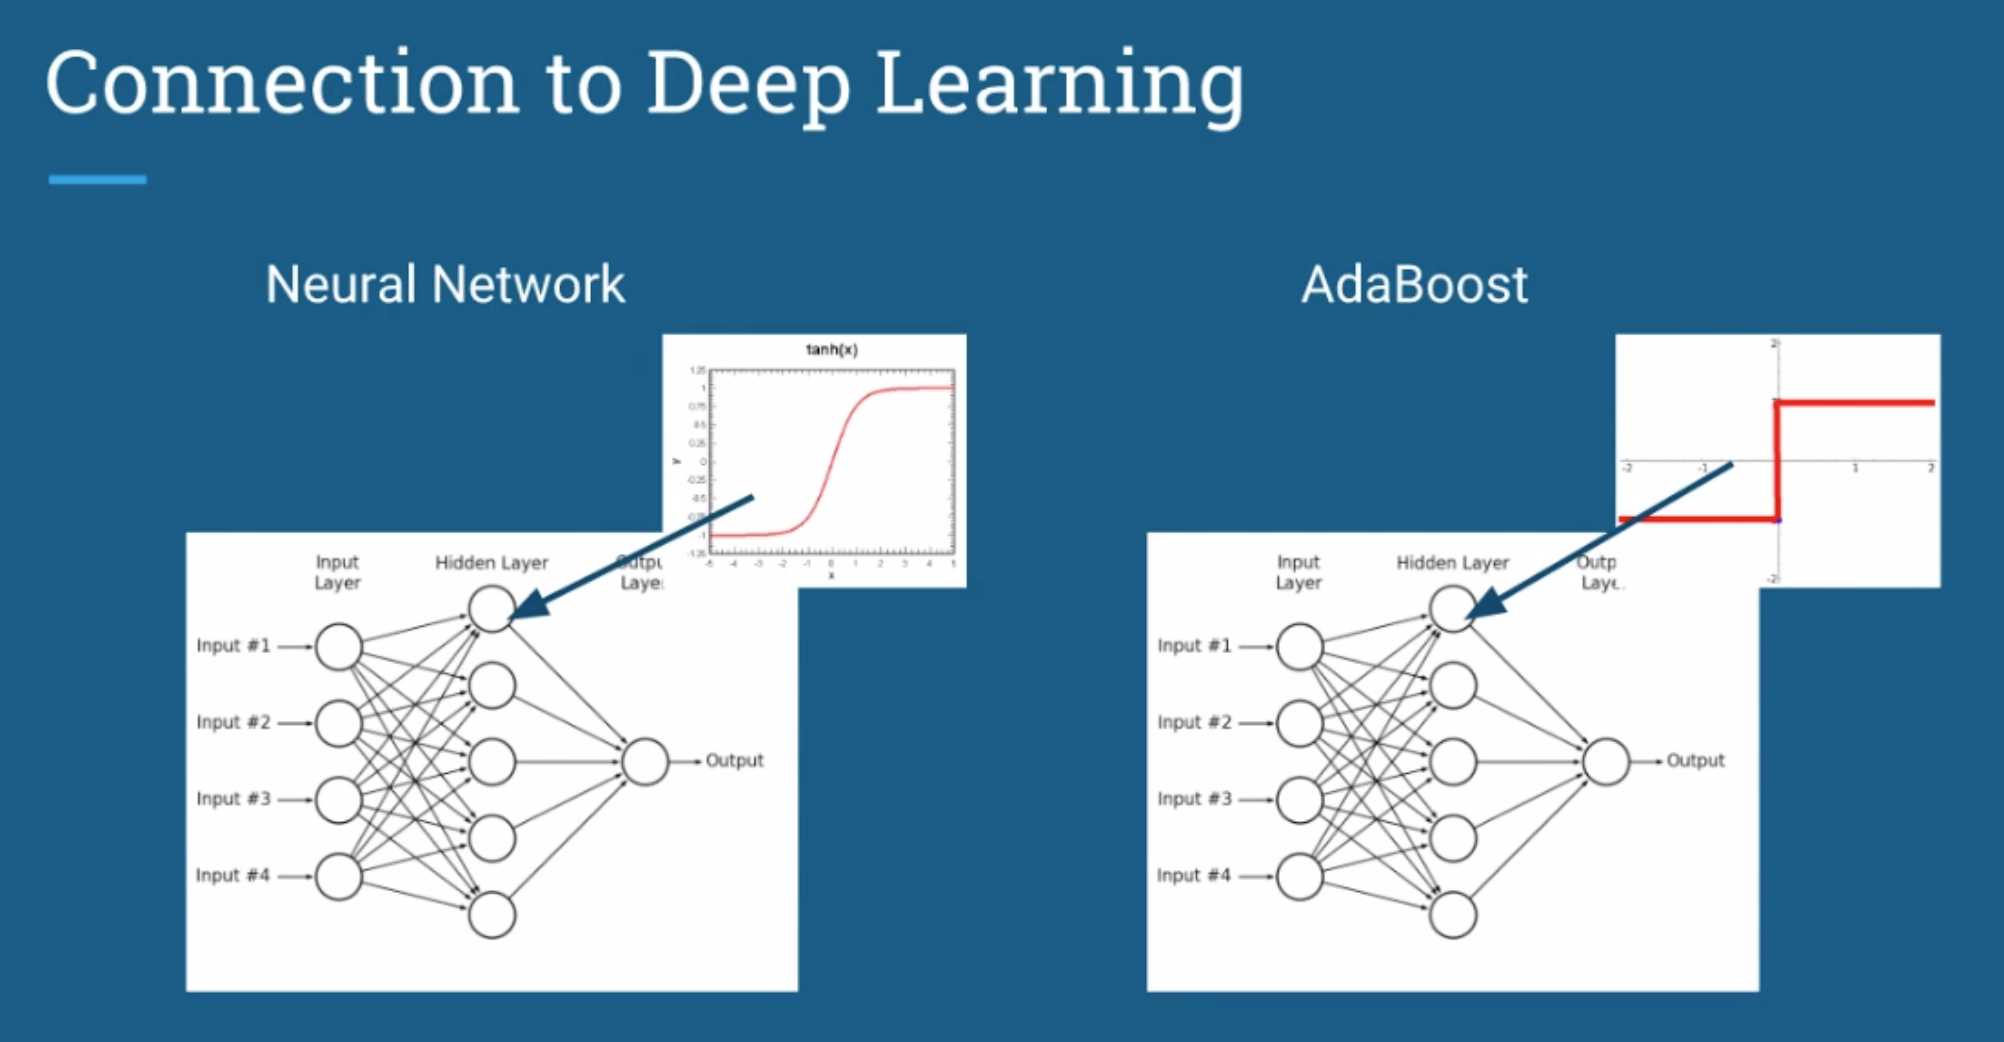 Connection to Deep Learning
Neural Network
AdaBoost
tanh(x)
1.25
1
0.75
0.5
0.25
0
-0.25
-0.5
-1
-1.25
-5 -4 -3 -2 -1 0 1 2 3 4 5
x
y
2
-2 -1 1 2
-2
Input
Layer
Hidden Layer
Outpu
Laye
Input #1
Input #2
Input #3
Input #4
Output
Input
Layer
Hidden Layer
Outp
Laye
Input #1
Input #2
Input #3
Input #4
Output